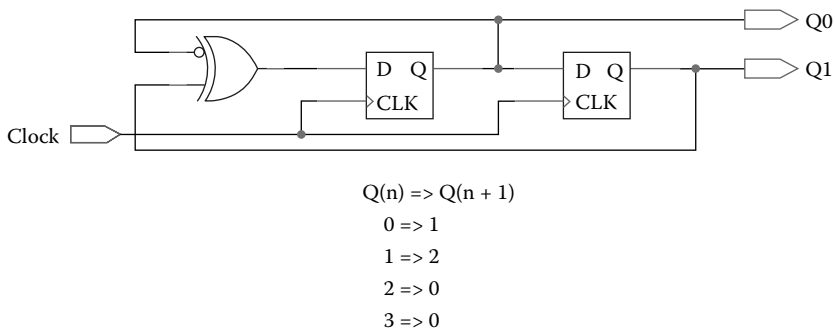 Q0
D Q
D Q
Q1
CLK
CLK
Clock
Q(n) => Q(n + 1)
0 => 1
1 => 2
2 => 0
3 => 0